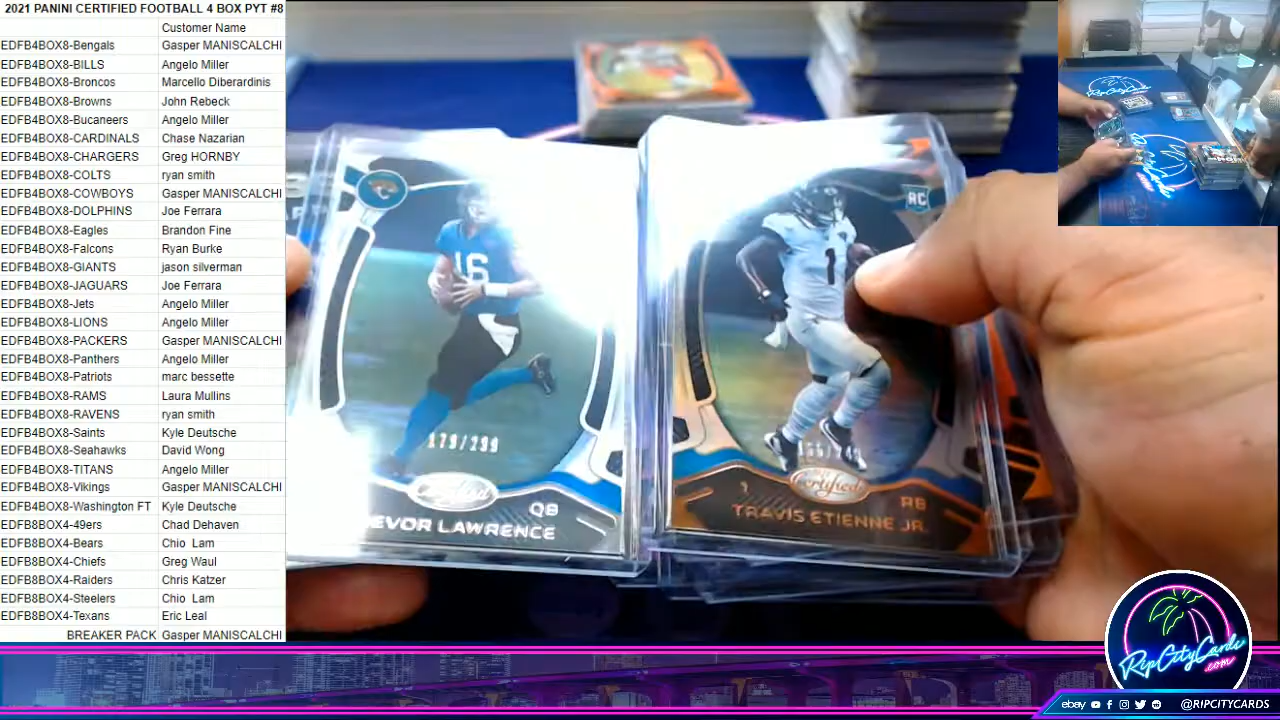 2021 PANINI CERTIFIED FOOTBALL 4 BOX PYT #8
Customer Name
EDFB4BOX8-Bengals Gasper MANISCALCHI
EDFB4BOX8-BILLS Angelo Miller
EDFB4BOX8-Broncos Marcello Diberardinis
EDFB4BOX8-Browns John Rebeck
EDFB4BOX8-Bucaneers Angelo Miller
EDFB4BOX8-CARDINALS Chase Nazarian
EDFB4BOX8-CHARGERS Greg HORNBY
EDFB4BOX8-COLTS ryan smith
EDFB4BOX8-COWBOYS Gasper MANISCALCHI
EDFB4BOX8-DOLPHINS Joe Ferrara
EDFB4BOX8-Eagles Brandon Fine
EDFB4BOX8-Falcons Ryan Burke
EDFB4BOX8-GIANTS jason silverman
EDFB4BOX8-JAGUARS Joe Ferrara
EDFB4BOX8-Jets Angelo Miller
EDFB4BOX8-LIONS Angelo Miller
EDFB4BOX8-PACKERS Gasper MANISCALCHI
EDFB4BOX8-Panthers Angelo Miller
EDFB4BOX8-Patriots marc bessette
EDFB4BOX8-RAMS Laura Mullins
EDFB4BOX8-RAVENS ryan smith
EDFB4BOX8-Saints Kyle Deutsche
EDFB4BOX8-Seahawks David Wong
EDFB4BOX8-TITANS Angelo Miller
EDFB4BOX8-Vikings Gasper MANISCALCHI
EDFB4BOX8-Washington FT Kyle Deutsche
EDFB8BOX4-49ers Chad Dehaven
EDFB8BOX4-Bears Chio Lam
EDFB8BOX4-Chiefs Greg Waul
EDFB8BOX4-Raiders Chris Katzer
EDFB8BOX4-Steelers Chio Lam
EDFB8BOX4-Texans Eric Leal
BREAKER PACK Gasper MANISCALCHI
16
179/299
Certified
QB
EVOR LAWRENCE
RC
1
Certified
RB
TRAVIS ETIENNE JR.
RipCityCards
RipCityCards
.com
ebay @RIPCITYCARDS